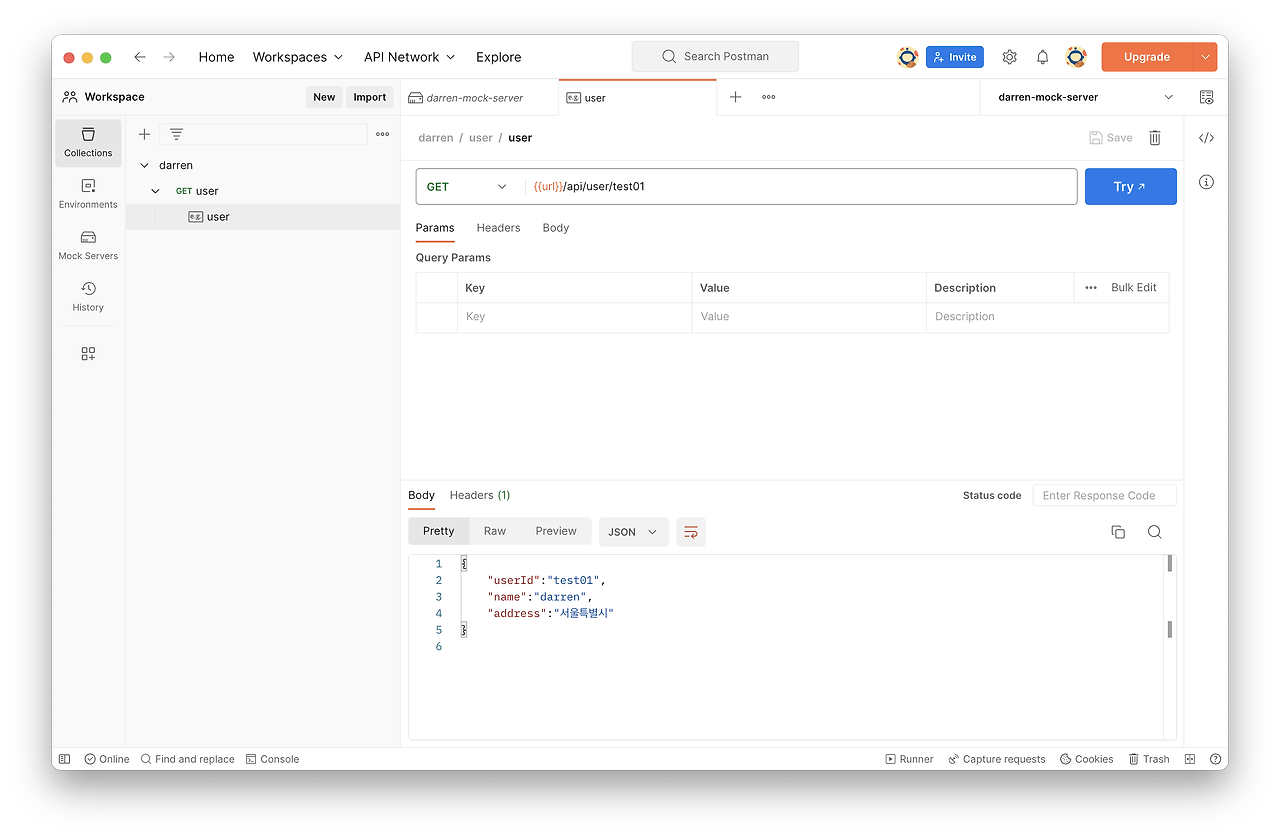 Home Workspaces API Network Explore Search Postman Invite Upgrade
Workspace New Import darren-mock-server e.g. user darren-mock-server
Collections
Environments
Mock Servers
History
darren
GET user
e.g. user
darren / user / user Save
GET {{url}}/api/user/test01 Try
Params Headers Body
Query Params
Key Value Description Bulk Edit
Key Value Description
Body Headers (1) Status code Enter Response Code
Pretty Raw Preview JSON
1 {
2 "userId":"test01",
3 "name":"darren",
4 "address":"서울특별시"
5 }
6
Online Find and replace Console Runner Capture requests Cookies Trash